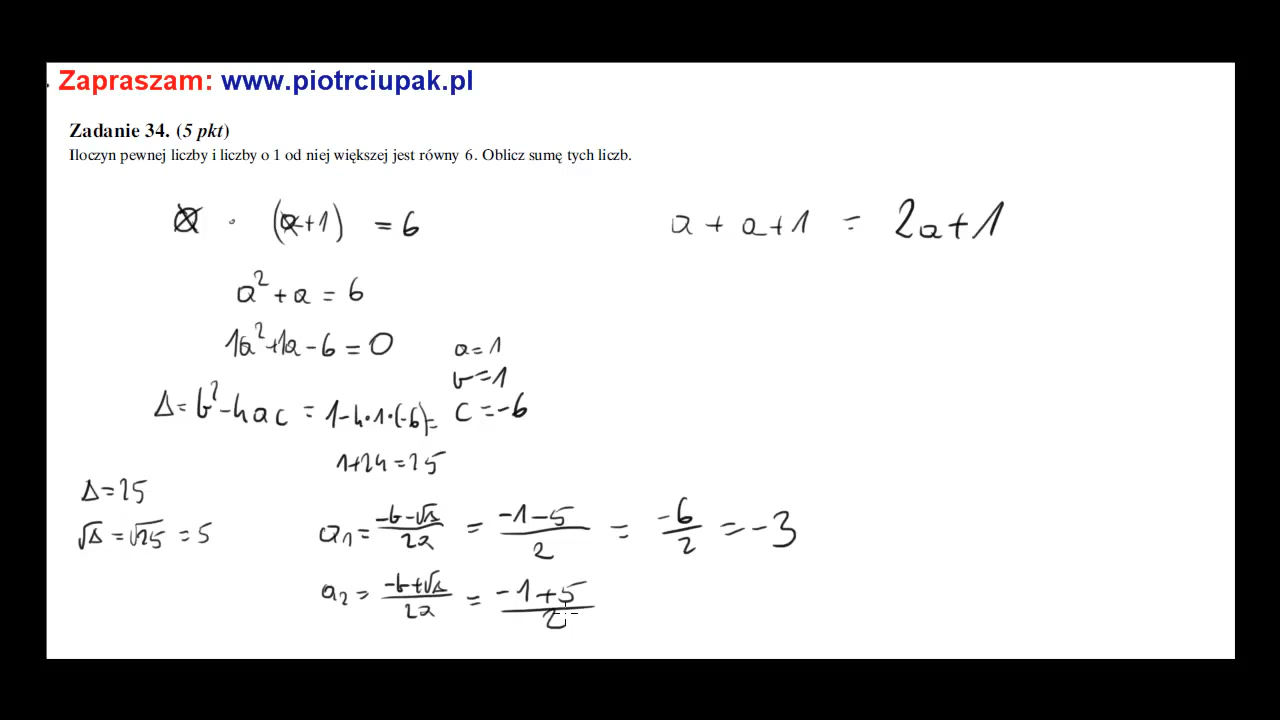 Zapraszam: www.piotrciupak.pl
Zadanie 34. (5 pkt)
Iloczyn pewnej liczby i liczby o 1 od niej większej jest równy 6. Oblicz sumę tych liczb.
a · (a+1) = 6
a + a+1 = 2a+1
a² + a = 6
1a²+1a - 6 = 0
a=1
b=1
c=-6
Δ= b²-4ac = 1-4·1·(-6)=
1+24=25
Δ=25
√Δ = √25 = 5
a₁ = (-b-√Δ)/2a = (-1-5)/2 = -6/2 = -3
a₂ = (-b+√Δ)/2a = (-1+5)/2